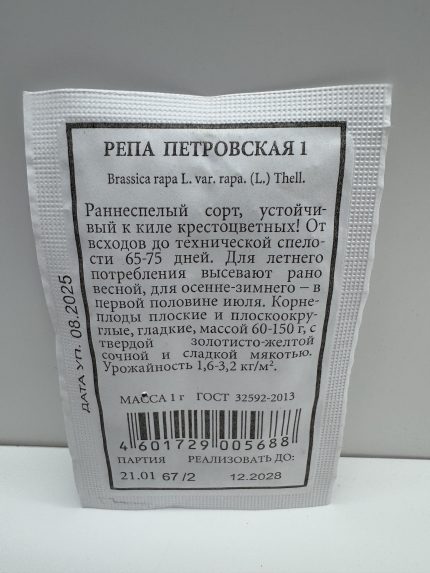 РЕПА ПЕТРОВСКАЯ 1
Brassica rapa L. var. rapa. (L.) Thell.
Раннеспелый сорт, устойчи-
вый к киле крестоцветных! От
всходов до технической спело-
сти 65-75 дней. Для летнего
потребления высевают рано
весной, для осенне-зимнего – в
первой половине июля. Корне-
плоды плоские и плоскоокру-
глые, гладкие, массой 60-150 г, с
твердой золотисто-желтой
сочной и сладкой мякотью.
Урожайность 1,6-3,2 кг/м².
МАССА 1 г ГОСТ 32592-2013
4 601729 005688
ПАРТИЯ РЕАЛИЗОВАТЬ ДО:
21.01 67/2 12.2028
ДАТА УП. 08.2025